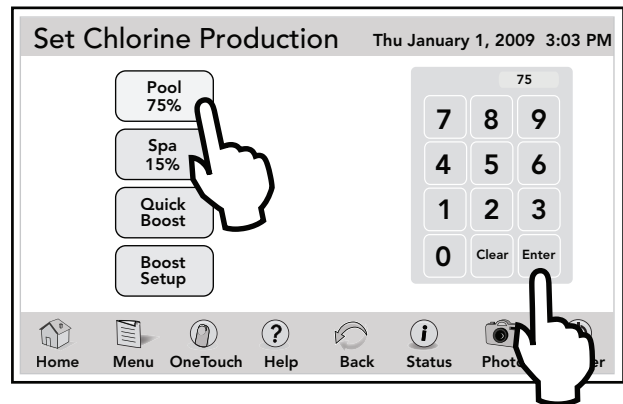 Set Chlorine Production
Thu January 1, 2009 3:03 PM
Pool
75%
Spa
15%
Quick
Boost
Boost
Setup
75
7 8 9
4 5 6
1 2 3
0 Clear Enter
Home Menu OneTouch Help Back Status